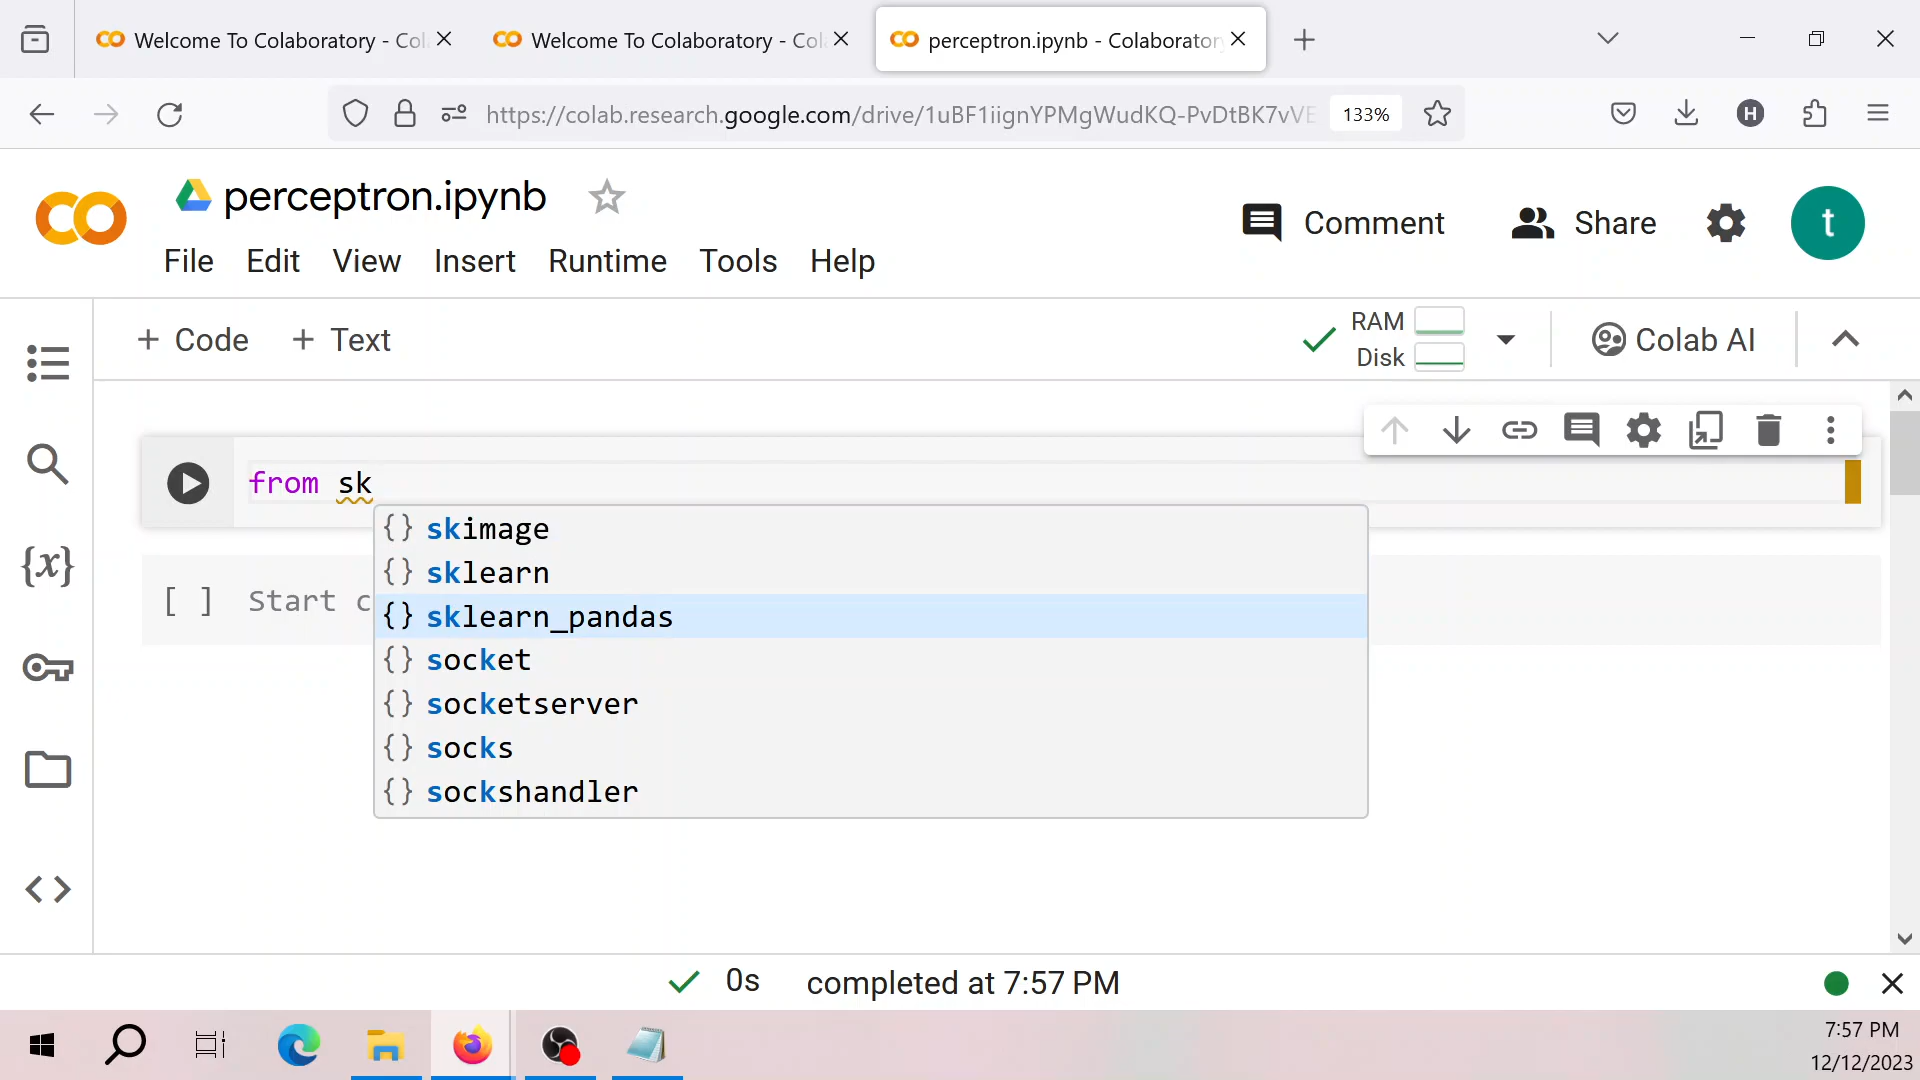 Welcome To Colaboratory - Col
Welcome To Colaboratory - Col
perceptron.ipynb - Colaboratory
https://colab.research.google.com/drive/1uBF1iignYPMgWudKQ-PvDtBK7vVE
133%
H
perceptron.ipynb
Comment
Share
t
File Edit View Insert Runtime Tools Help
+ Code + Text
RAM
Disk
Colab AI
from sk
{} skimage
{} sklearn
[ ] Start c
{} sklearn_pandas
{} socket
{} socketserver
{} socks
{} sockshandler
{x}
0s completed at 7:57 PM
7:57 PM
12/12/2023